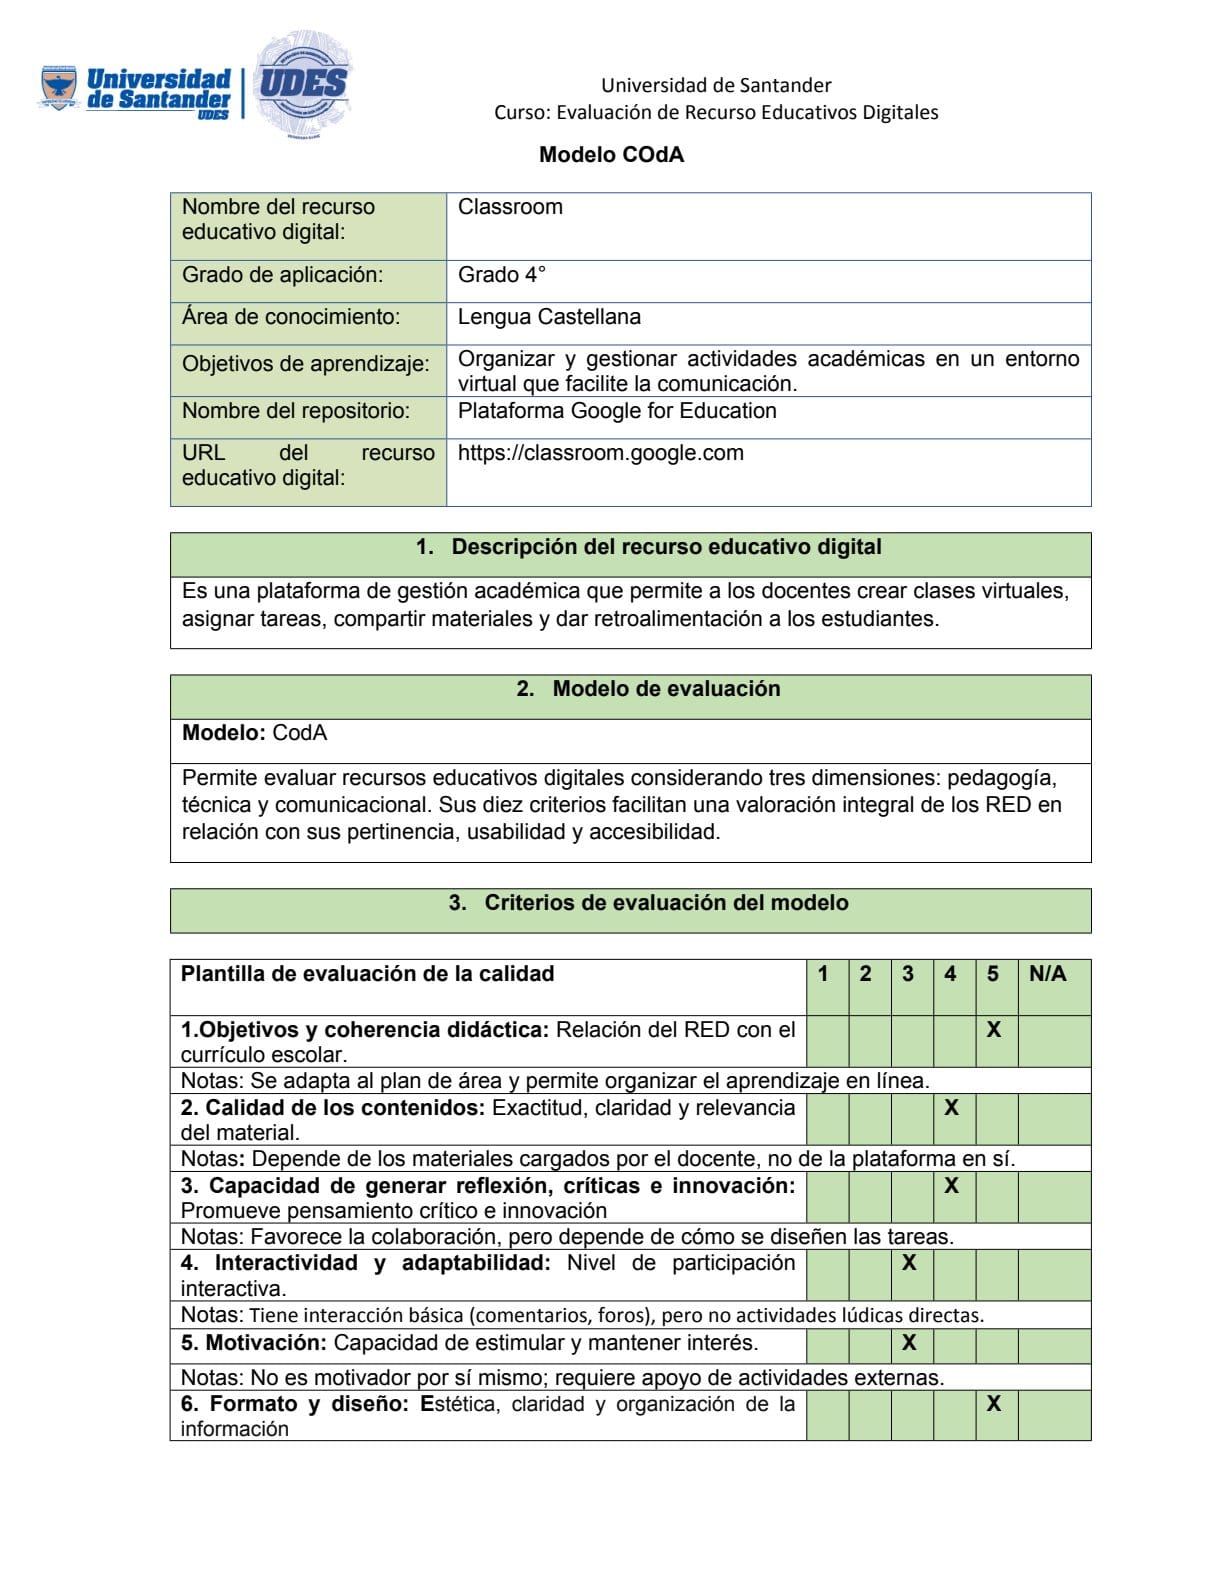 Universidad
de Santander
UDES
UDES
Universidad de Santander
Curso: Evaluación de Recurso Educativos Digitales
Modelo COdA
Nombre del recurso
educativo digital:
Classroom
Grado de aplicación:
Grado 4°
Área de conocimiento:
Lengua Castellana
Objetivos de aprendizaje:
Organizar y gestionar actividades académicas en un entorno
virtual que facilite la comunicación.
Nombre del repositorio:
Plataforma Google for Education
URL del recurso
educativo digital:
https://classroom.google.com
1. Descripción del recurso educativo digital
Es una plataforma de gestión académica que permite a los docentes crear clases virtuales,
asignar tareas, compartir materiales y dar retroalimentación a los estudiantes.
2. Modelo de evaluación
Modelo: CodA
Permite evaluar recursos educativos digitales considerando tres dimensiones: pedagogía,
técnica y comunicacional. Sus diez criterios facilitan una valoración integral de los RED en
relación con sus pertinencia, usabilidad y accesibilidad.
3. Criterios de evaluación del modelo
Plantilla de evaluación de la calidad 1 2 3 4 5 N/A
1.Objetivos y coherencia didáctica: Relación del RED con el X
currículo escolar.
Notas: Se adapta al plan de área y permite organizar el aprendizaje en línea.
2. Calidad de los contenidos: Exactitud, claridad y relevancia X
del material.
Notas: Depende de los materiales cargados por el docente, no de la plataforma en sí.
3. Capacidad de generar reflexión, críticas e innovación: X
Promueve pensamiento crítico e innovación
Notas: Favorece la colaboración, pero depende de cómo se diseñen las tareas.
4. Interactividad y adaptabilidad: Nivel de participación X
interactiva.
Notas: Tiene interacción básica (comentarios, foros), pero no actividades lúdicas directas.
5. Motivación: Capacidad de estimular y mantener interés. X
Notas: No es motivador por sí mismo; requiere apoyo de actividades externas.
6. Formato y diseño: Estética, claridad y organización de la X
información